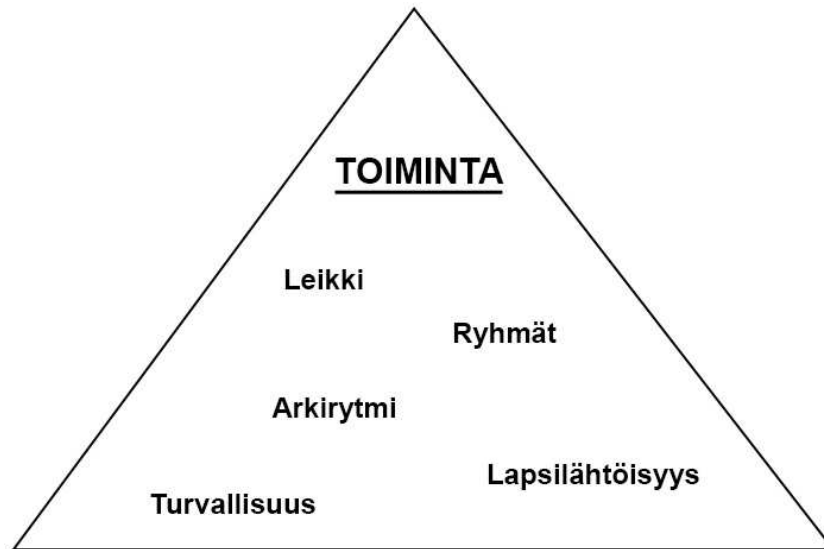 TOIMINTA
Leikki
Ryhmät
Arkirytmi
Lapsilähtöisyys
Turvallisuus